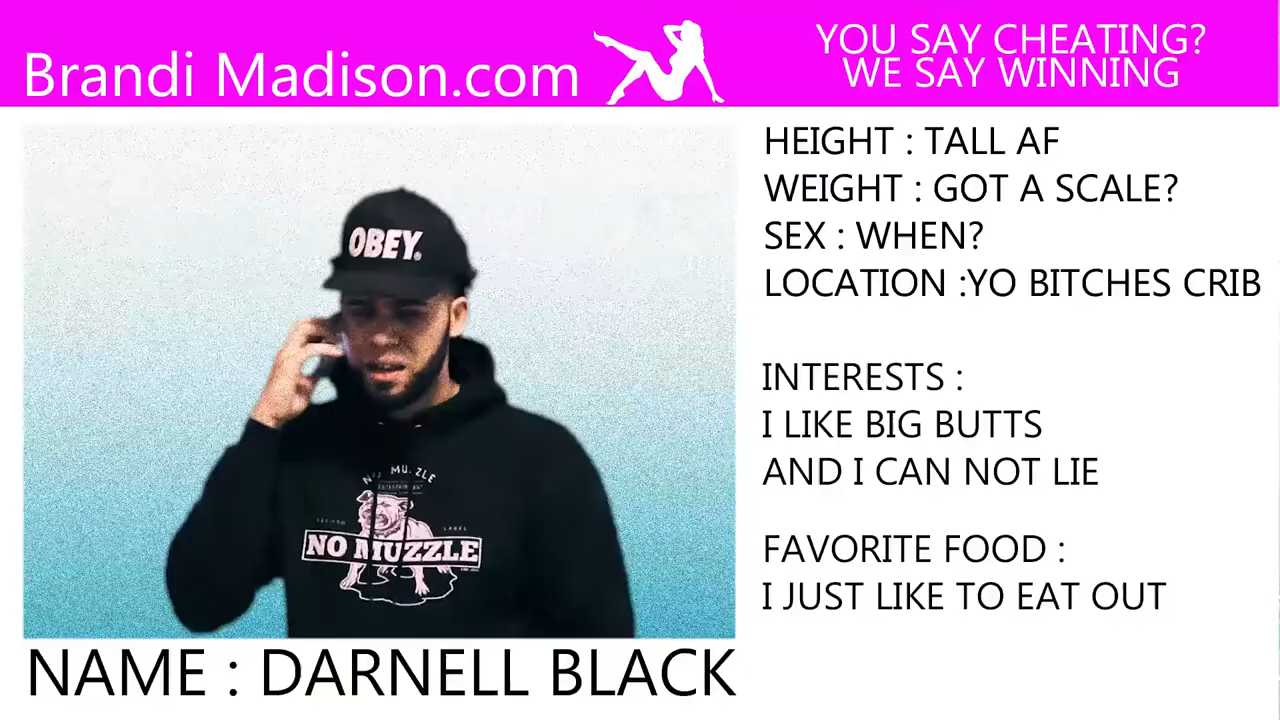 Brandi Madison.com
YOU SAY CHEATING?
WE SAY WINNING
HEIGHT : TALL AF
WEIGHT : GOT A SCALE?
SEX : WHEN?
LOCATION :YO BITCHES CRIB
INTERESTS :
I LIKE BIG BUTTS
AND I CAN NOT LIE
FAVORITE FOOD :
I JUST LIKE TO EAT OUT
OBEY.
NO MUZZLE
NAME : DARNELL BLACK